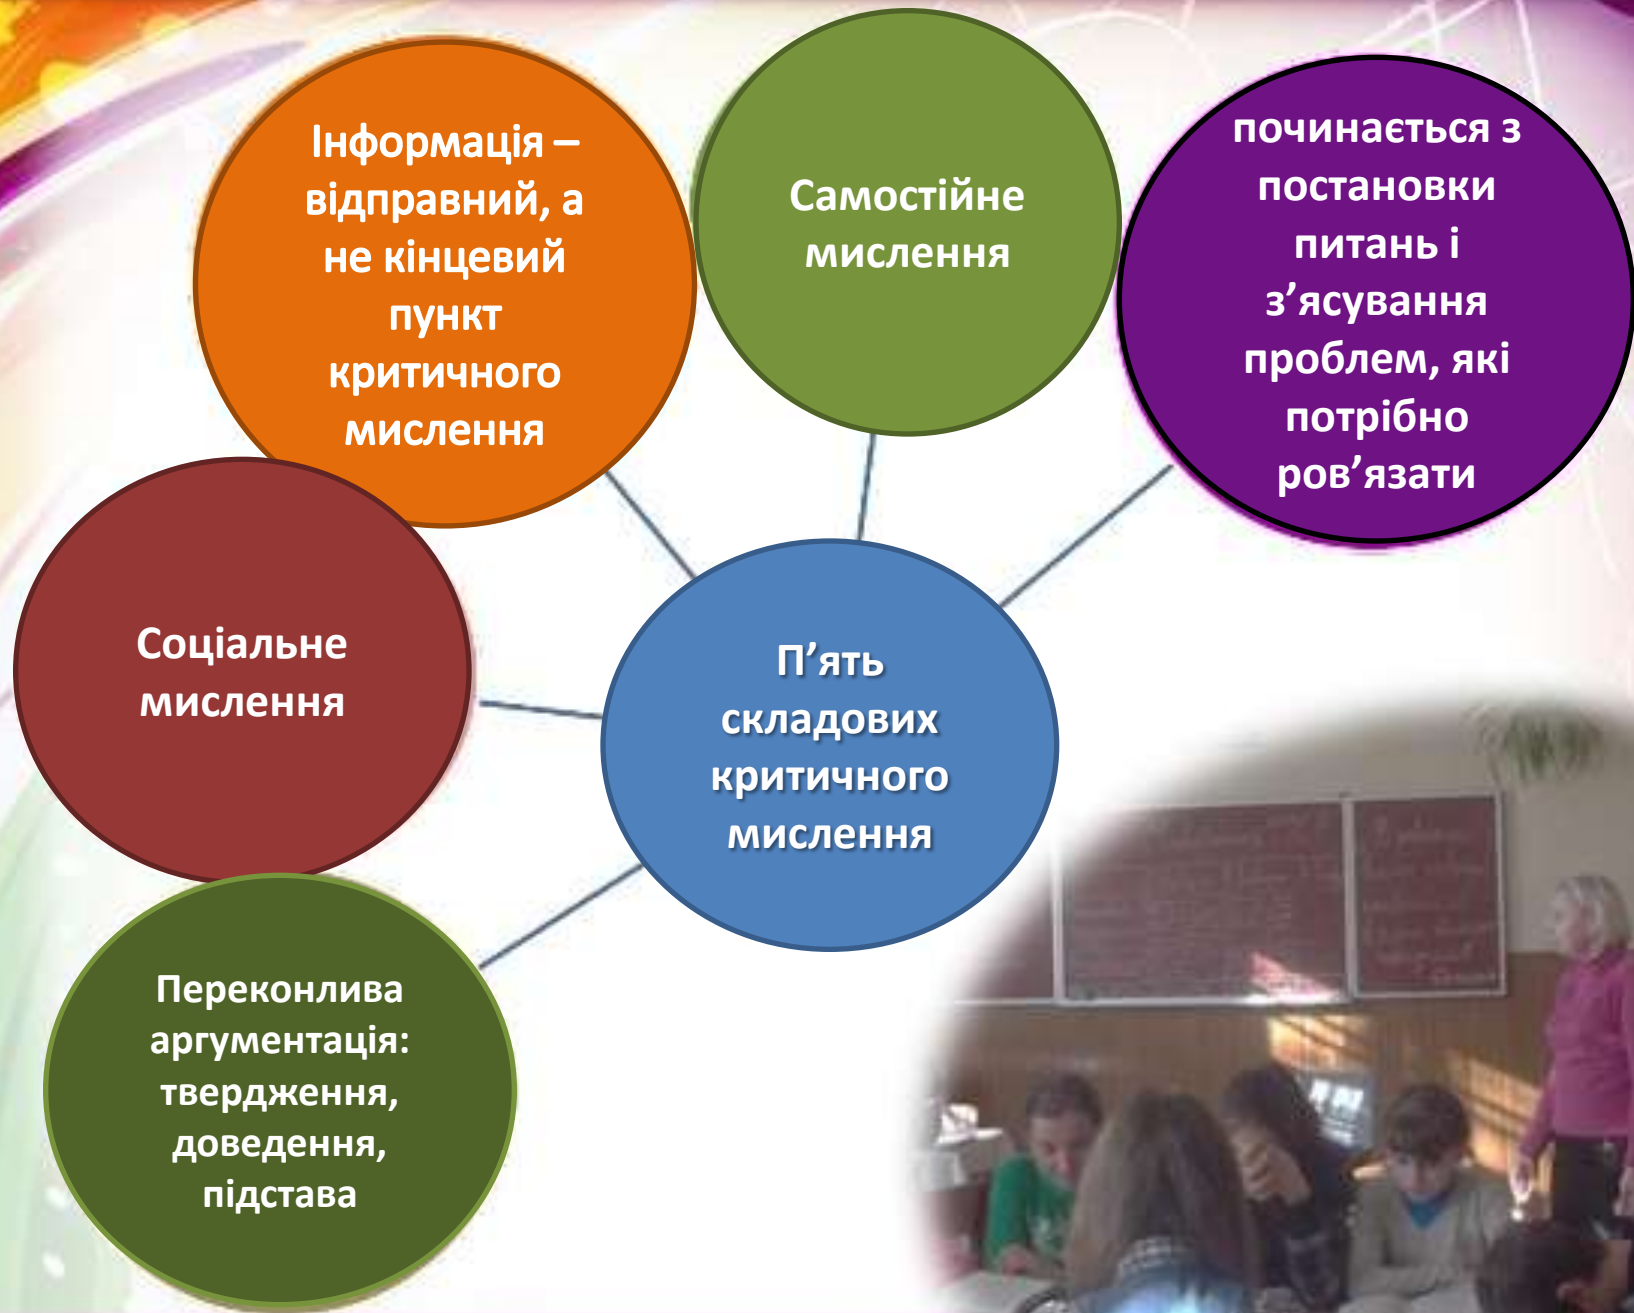 Інформація –
відправний, а
не кінцевий
пункт
критичного
мислення
Самостійне
мислення
починається з
постановки
питань і
з’ясування
проблем, які
потрібно
ров’язати
Соціальне
мислення
П’ять
складових
критичного
мислення
Переконлива
аргументація:
твердження,
доведення,
підстава